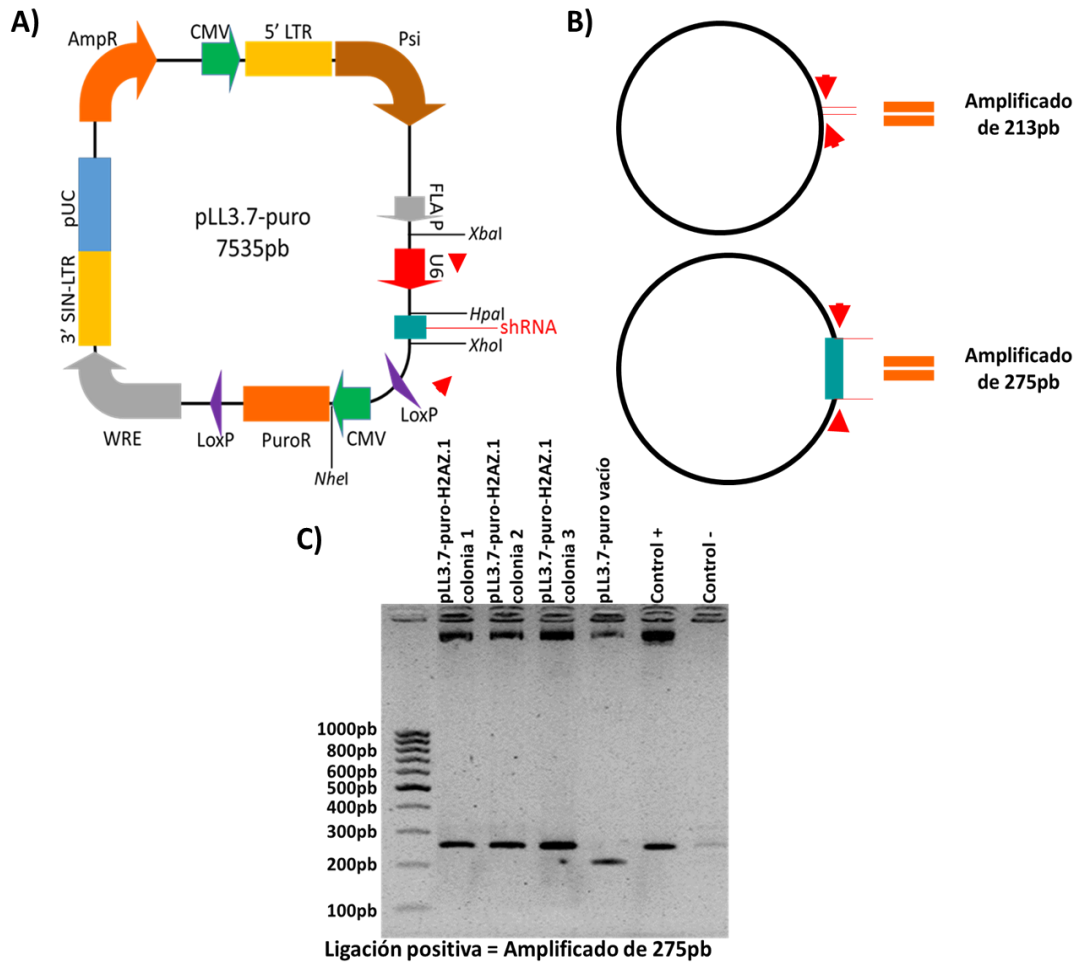 A)
AmpR
CMV
5' LTR
Psi
pUC
3' SIN-LTR
pLL3.7-puro
7535pb
FLAP
XbaI
U6
HpaI
shRNA
XhoI
LoxP
CMV
NheI
PuroR
LoxP
WRE
B)
Amplificado
de 213pb
Amplificado
de 275pb
C)
pLL3.7-puro-H2AZ.1
colonia 1
pLL3.7-puro-H2AZ.1
colonia 2
pLL3.7-puro-H2AZ.1
colonia 3
pLL3.7-puro vacío
Control +
Control -
1000pb
800pb
600pb
500pb
400pb
300pb
200pb
100pb
Ligación positiva = Amplificado de 275pb